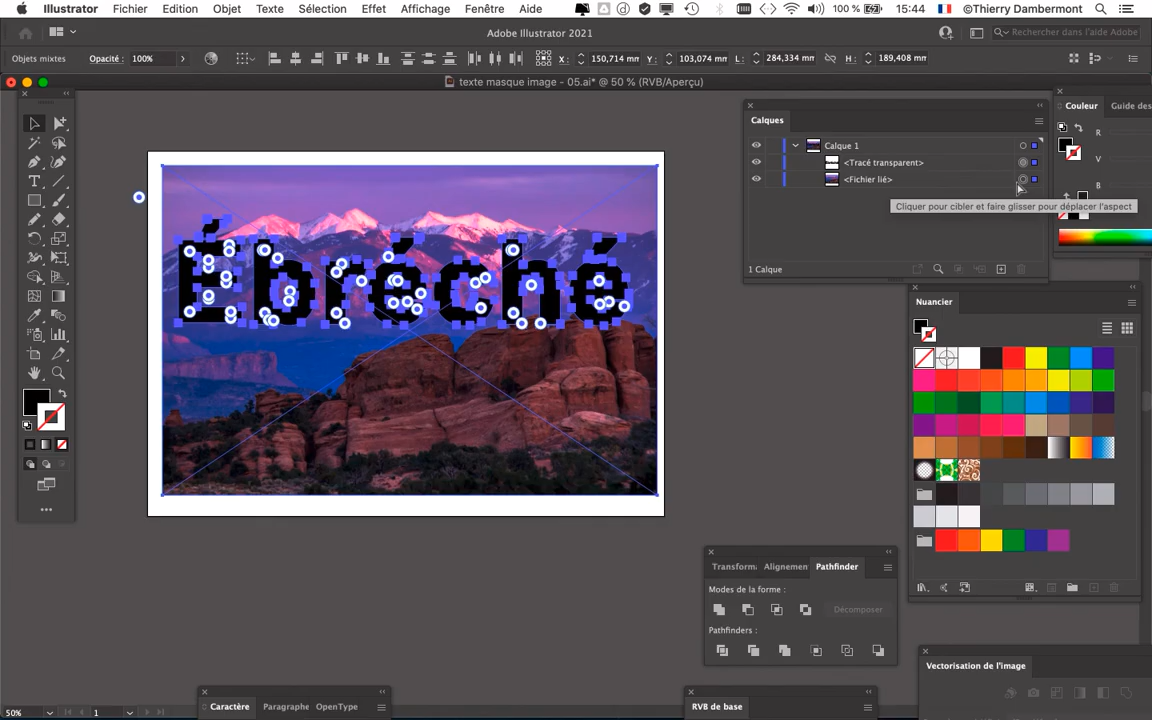 Illustrator Fichier Edition Objet Texte Sélection Effet Affichage Fenêtre Aide 100 % 15:44 ©Thierry Dambermont
Adobe Illustrator 2021 Rechercher dans l'aide Adobe
Objets mixtes Opacité : 100% X : 150,714 mm Y : 103,074 mm L : 284,334 mm H : 189,408 mm
texte masque image - 05.ai* @ 50 % (RVB/Aperçu)
Calques
Couleur Guide des
Calque 1
<Tracé transparent>
<Fichier lié>
Cliquer pour cibler et faire glisser pour déplacer l'aspect
R
V
B
1 Calque
Ébréché
Nuancier
Transforma Alignement Pathfinder
Modes de la forme :
Décomposer
Pathfinders :
Vectorisation de l'image
Caractère Paragraphe OpenType
RVB de base
50% 1